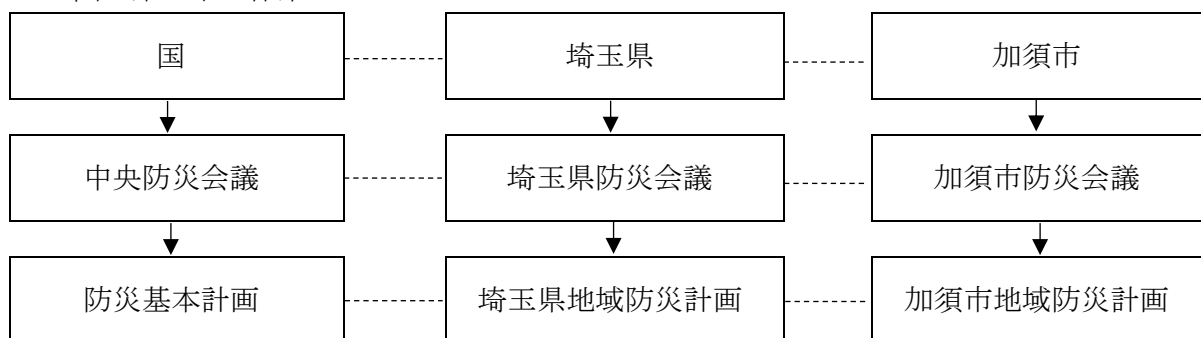 国 埼玉県 加須市
中央防災会議 埼玉県防災会議 加須市防災会議
防災基本計画 埼玉県地域防災計画 加須市地域防災計画